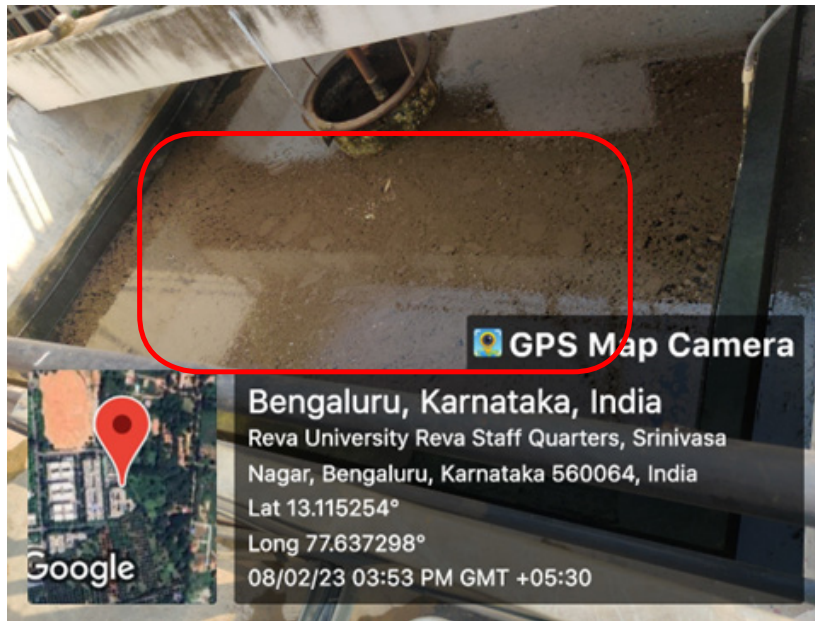 GPS Map Camera
Bengaluru, Karnataka, India
Reva University Reva Staff Quarters, Srinivasa
Nagar, Bengaluru, Karnataka 560064, India
Lat 13.115254°
Long 77.637298°
08/02/23 03:53 PM GMT +05:30
Google